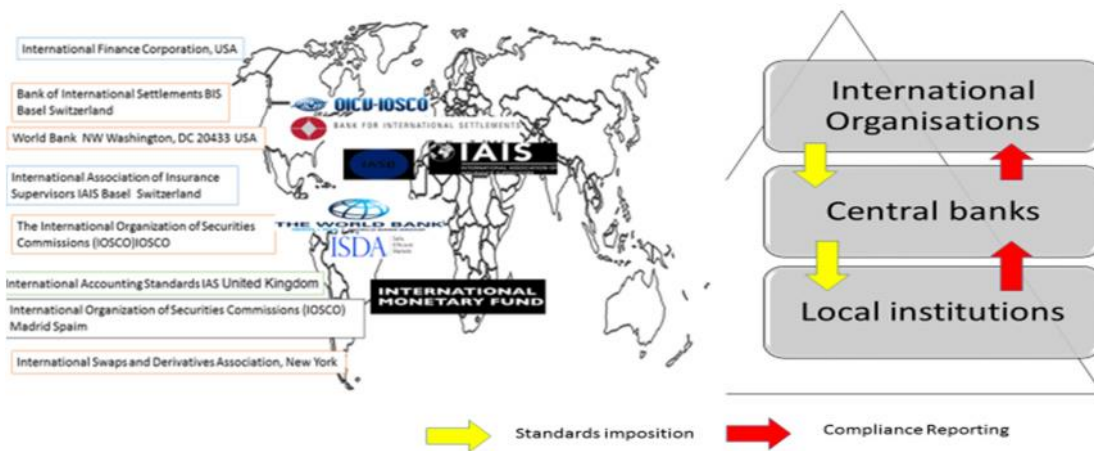 International Finance Corporation, USA
Bank of International Settlements BIS
Basel Switzerland
World Bank NW Washington, DC 20433 USA
International Association of Insurance
Supervisors IAIS Basel Switzerland
The International Organization of Securities
Commissions (IOSCO)IOSCO
International Accounting Standards IAS United Kingdom
International Organization of Securities Commissions (IOSCO)
Madrid Spaim
International Swaps and Derivatives Association, New York
OICU-IOSCO
BANK FOR INTERNATIONAL SETTLEMENTS
IASB
IAIS
THE WORLD BANK
ISDA
INTERNATIONAL
MONETARY FUND
International
Organisations
Central banks
Local institutions
Standards imposition
Compliance Reporting